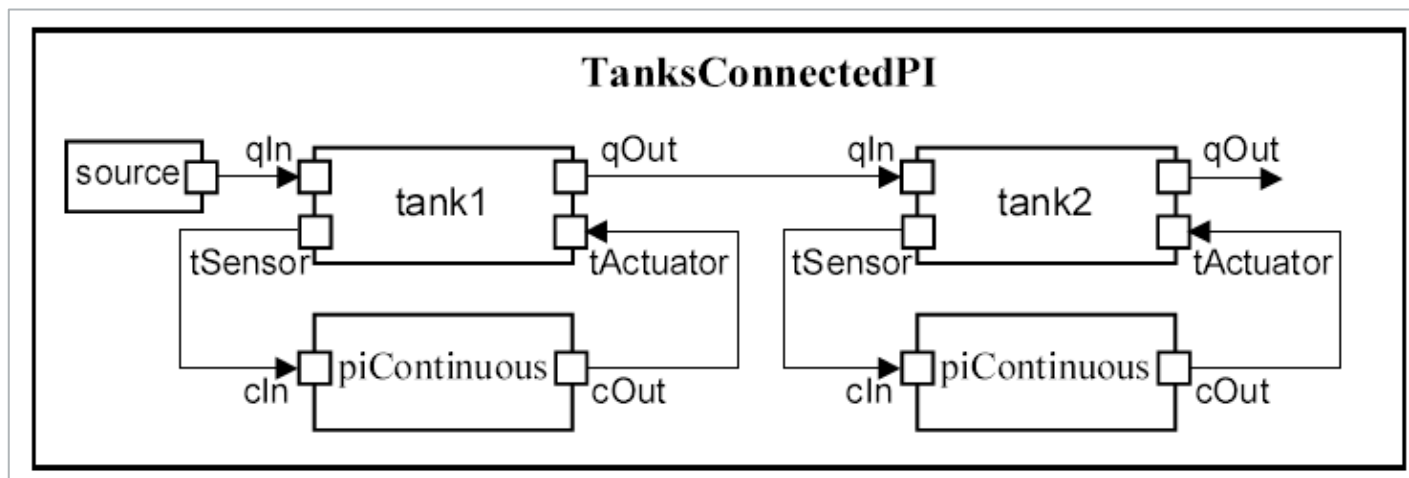 TanksConnectedPI
source
qIn
tank1
qOut
qIn
tank2
qOut
tSensor
tActuator
tSensor
tActuator
cIn
piContinuous
cOut
cIn
piContinuous
cOut